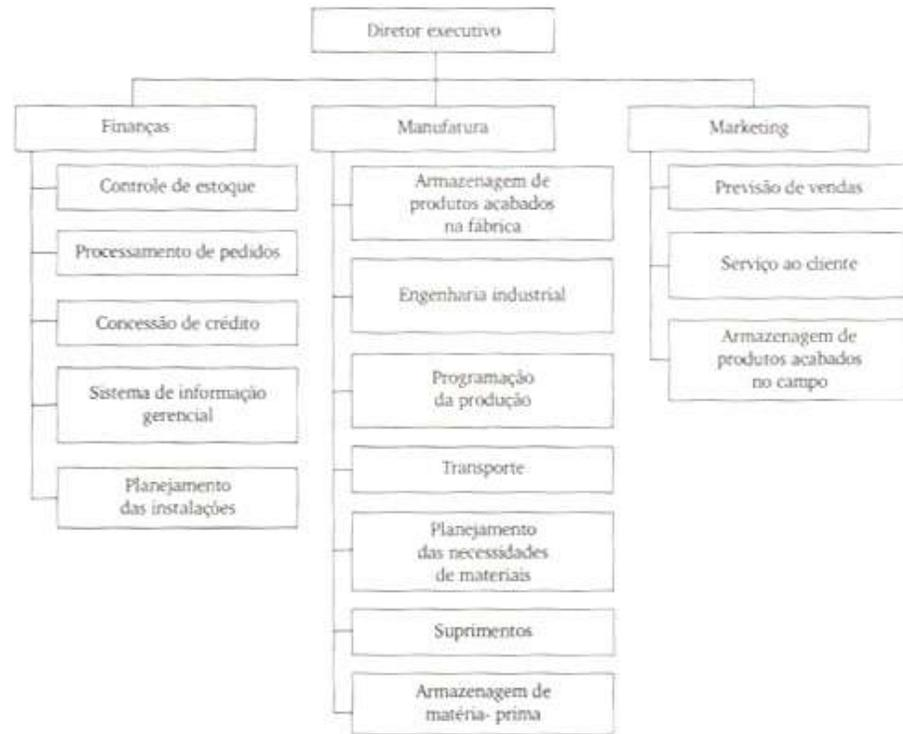 Diretor executivo
Finanças
Controle de estoque
Processamento de pedidos
Concessão de crédito
Sistema de informação
gerencial
Planejamento
das instalações
Manufatura
Armazenagem de
produtos acabados
na fábrica
Engenharia industrial
Programação
da produção
Transporte
Planejamento
das necessidades
de materiais
Suprimentos
Armazenagem de
matéria- prima
Marketing
Previsão de vendas
Serviço ao cliente
Armazenagem de
produtos acabados
no campo